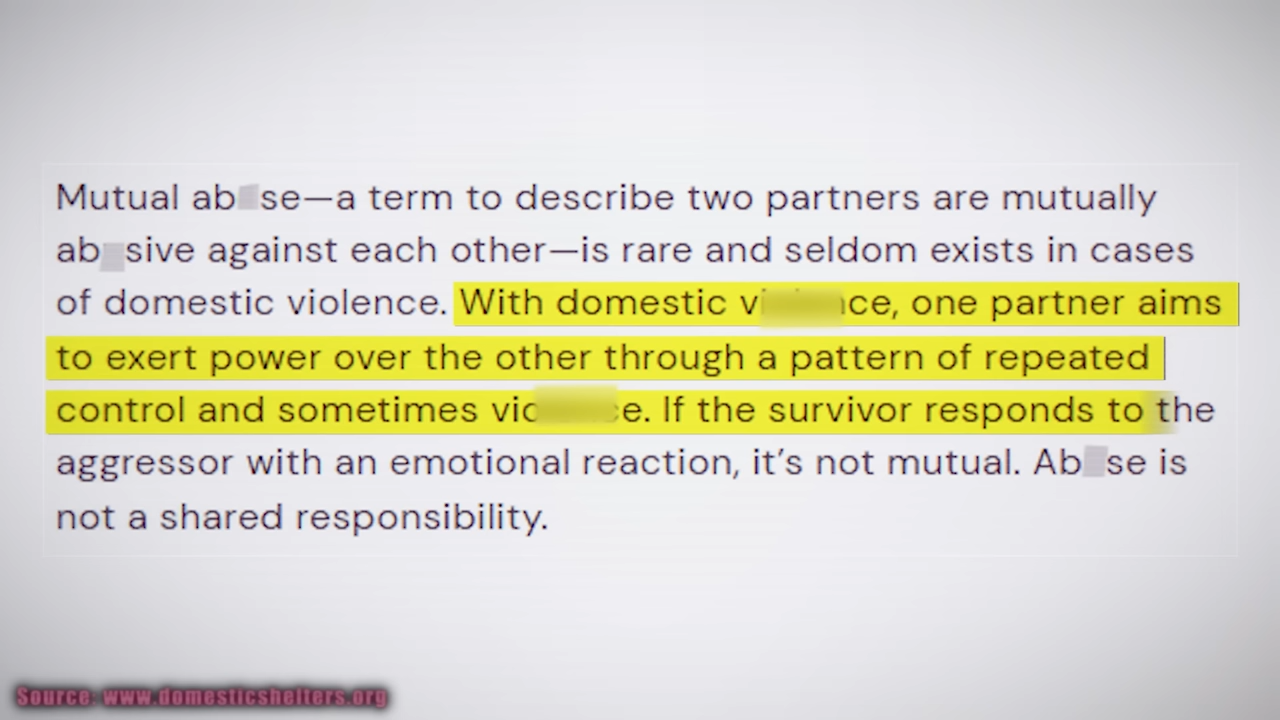 Mutual —a term to describe two partners are mutually
against each other—is rare and seldom exists in cases
of domestic violence. With domestic , one partner aims
to exert power over the other through a pattern of repeated
control and sometimes . If the survivor responds to the
aggressor with an emotional reaction, it's not mutual. is
not a shared responsibility.
Source: www.domesticshelters.org